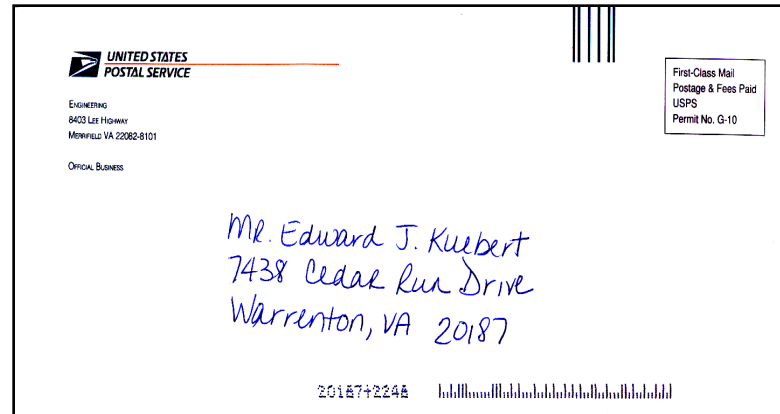 UNITED STATES
POSTAL SERVICE
ENGINEERING
8403 LEE HIGHWAY
MERRIFIELD VA 22082-8101
OFFICIAL BUSINESS
First-Class Mail
Postage & Fees Paid
USPS
Permit No. G-10
MR. Edward J. Kuebert
7438 Cedar Run Drive
Warrenton, VA 20187
20187+2248